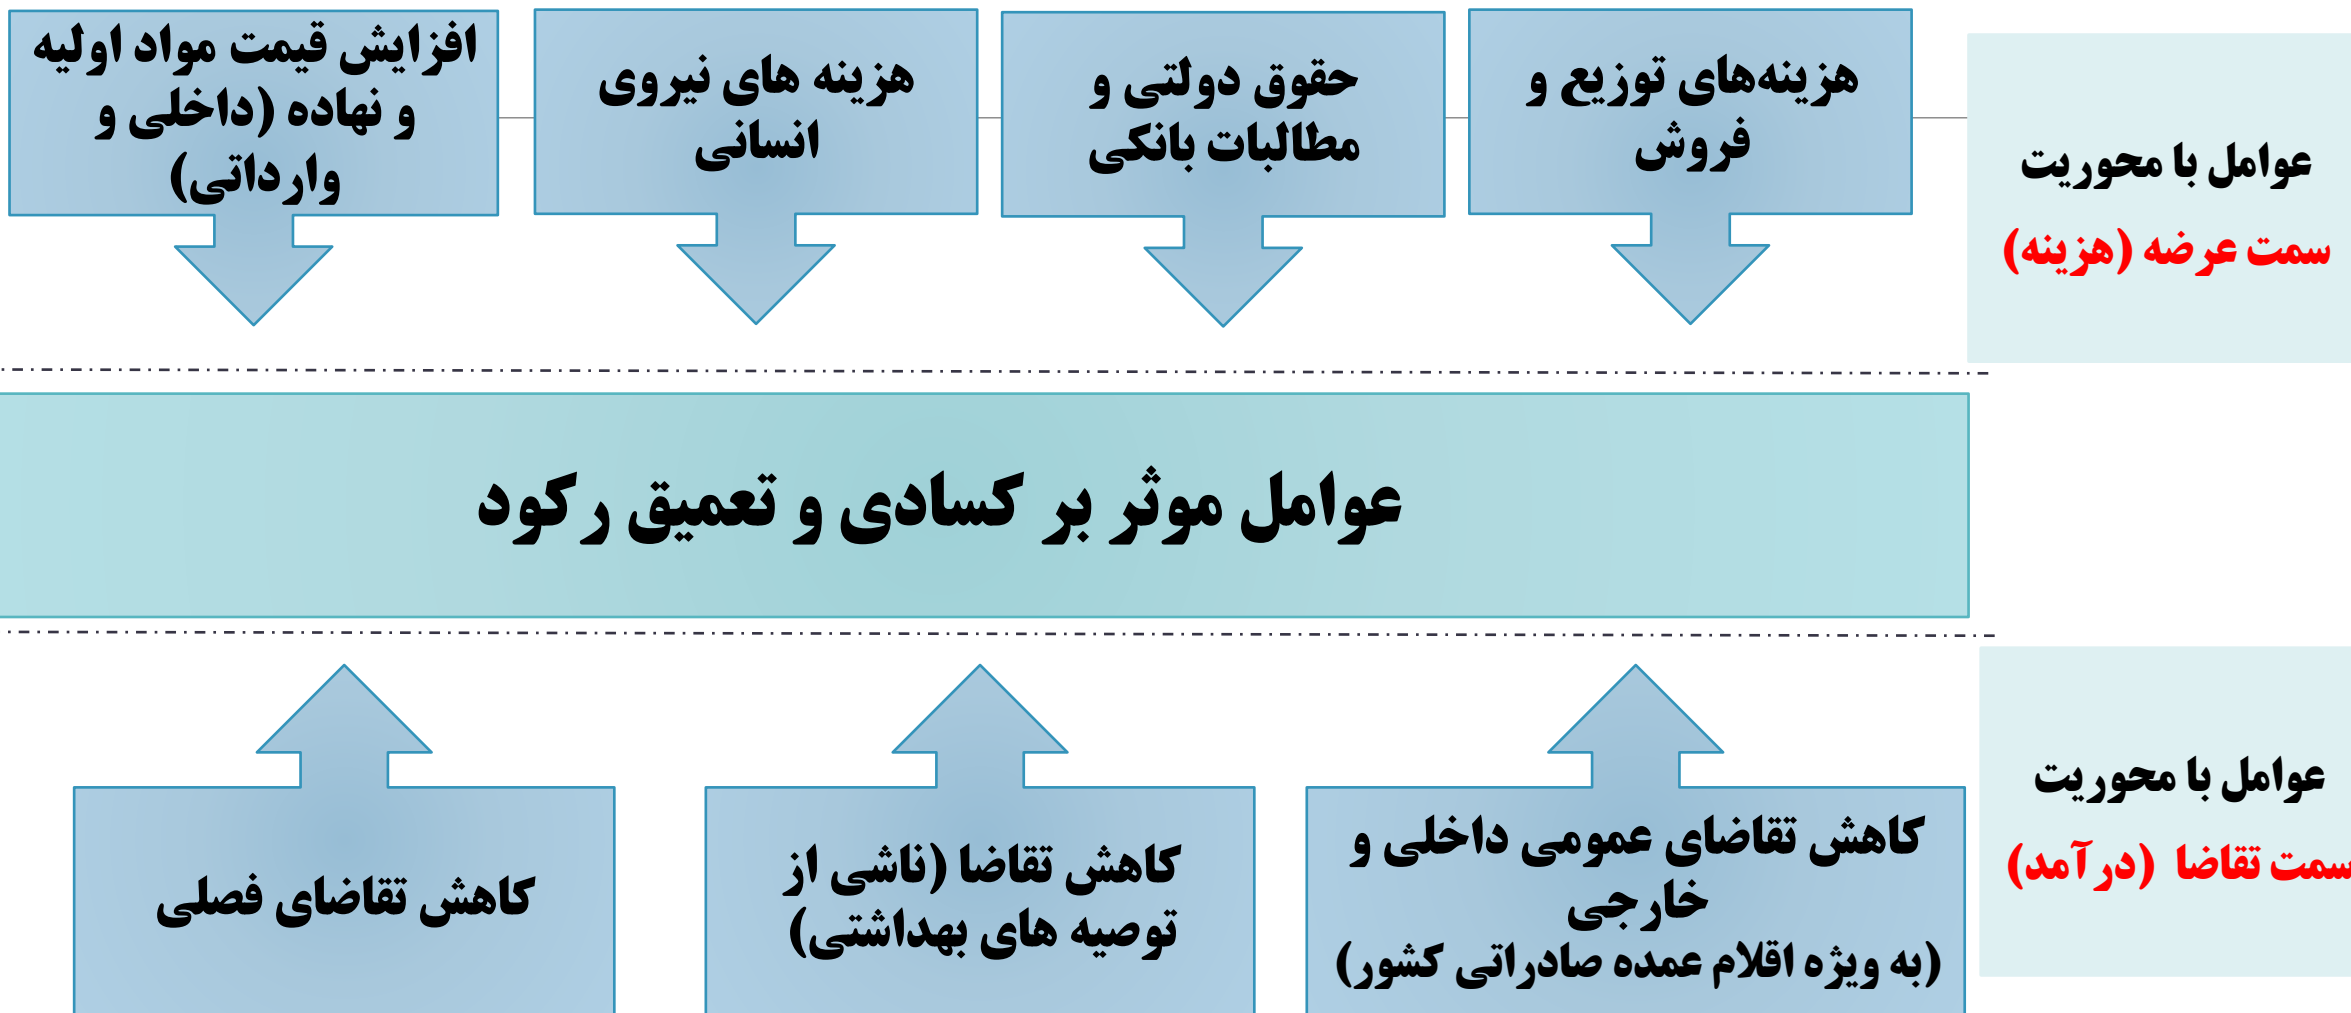 عوامل با محوریت
سمت عرضه (هزینه)
هزینه‌های توزیع و
فروش
حقوق دولتی و
مطالبات بانکی
هزینه های نیروی
انسانی
افزایش قیمت مواد اولیه
و نهاده (داخلی و
وارداتی)
عوامل موثر بر کسادی و تعمیق رکود
عوامل با محوریت
سمت تقاضا (درآمد)
کاهش تقاضای عمومی داخلی و
خارجی
(به ویژه اقلام عمده صادراتی کشور)
کاهش تقاضا (ناشی از
توصیه های بهداشتی)
کاهش تقاضای فصلی